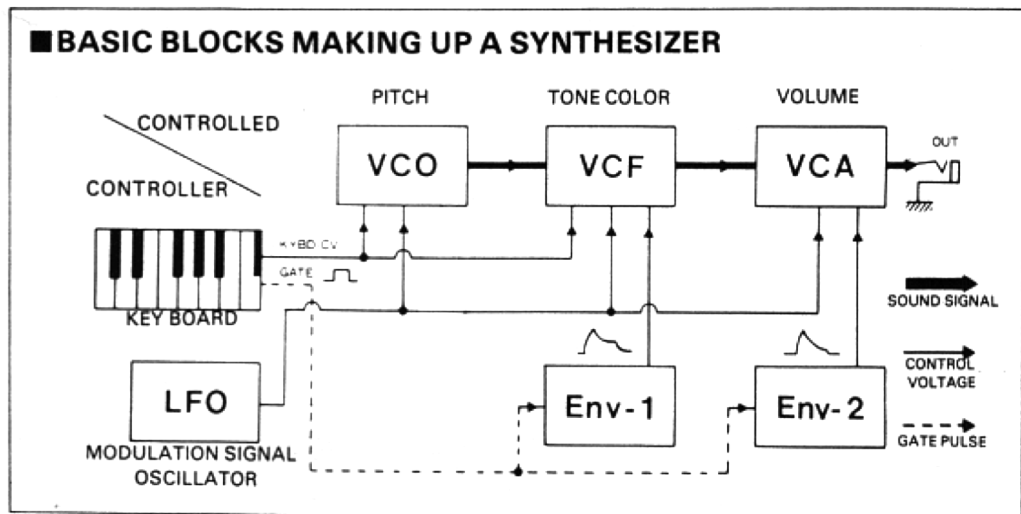 ■BASIC BLOCKS MAKING UP A SYNTHESIZER
PITCH
TONE COLOR
VOLUME
CONTROLLED
CONTROLLER
VCO
VCF
VCA
OUT
KYBD CV
GATE
KEY BOARD
SOUND SIGNAL
LFO
Env-1
Env-2
CONTROL
VOLTAGE
GATE PULSE
MODULATION SIGNAL
OSCILLATOR